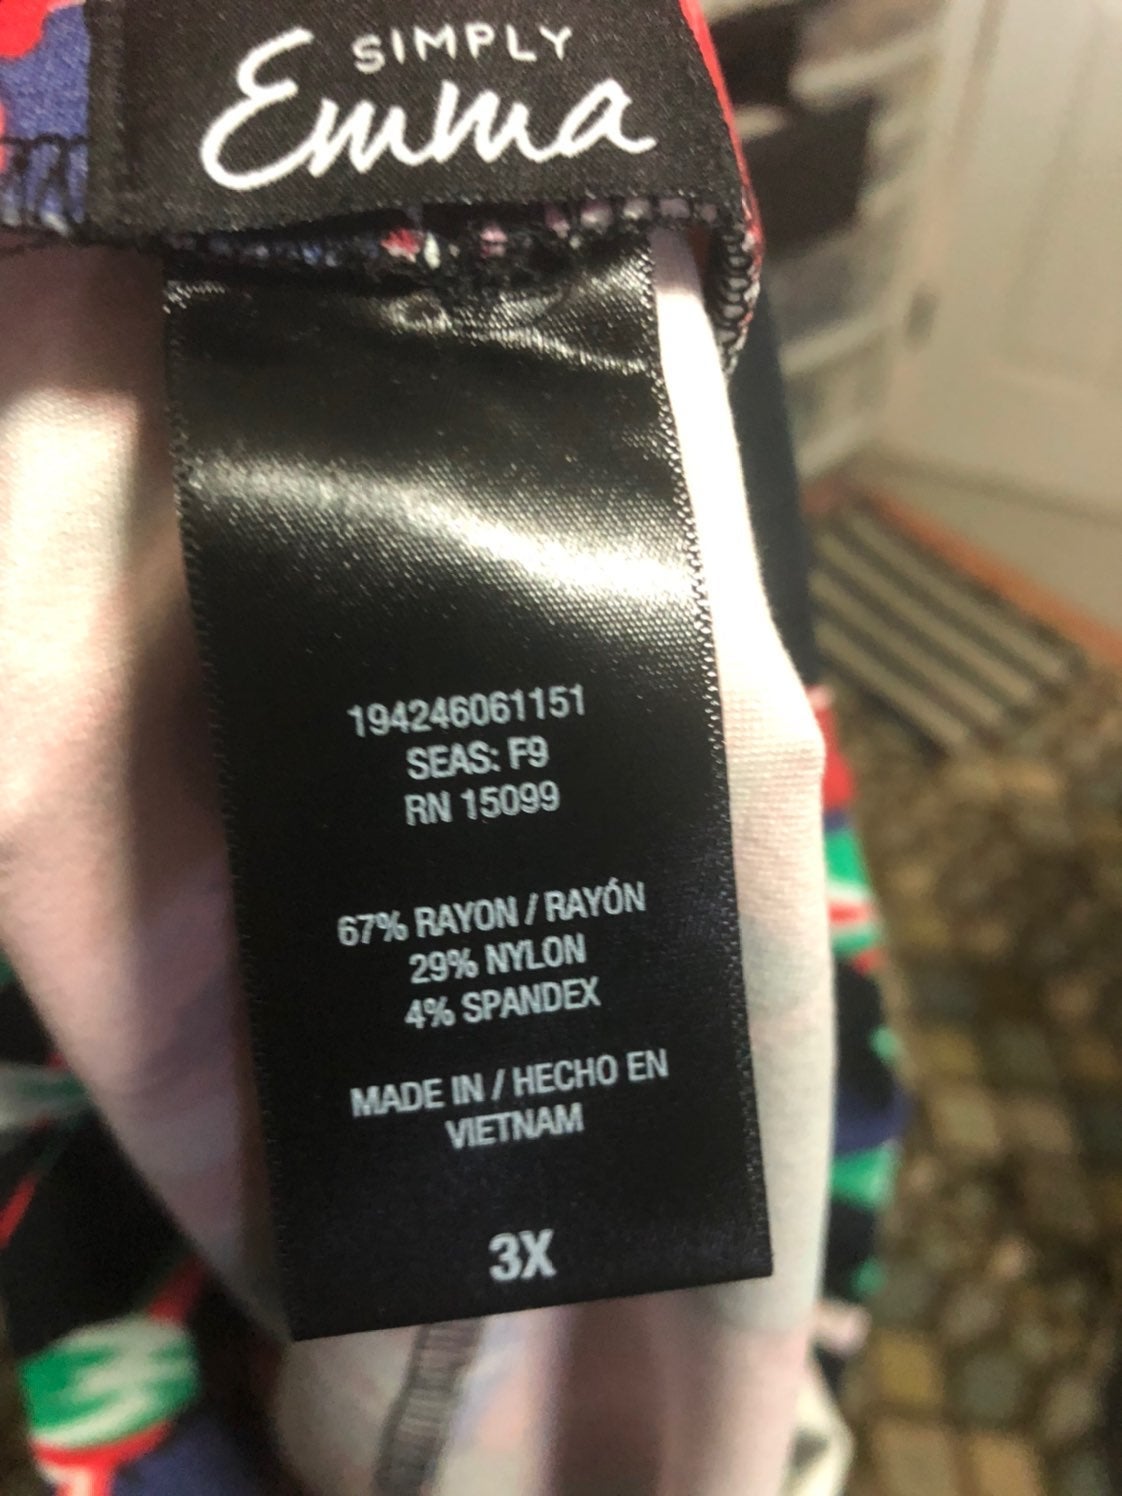 SIMPLY
Emma
194246061151
SEAS: F9
RN 15099
67% RAYON / RAYÓN
29% NYLON
4% SPANDEX
MADE IN / HECHO EN
VIETNAM
3X